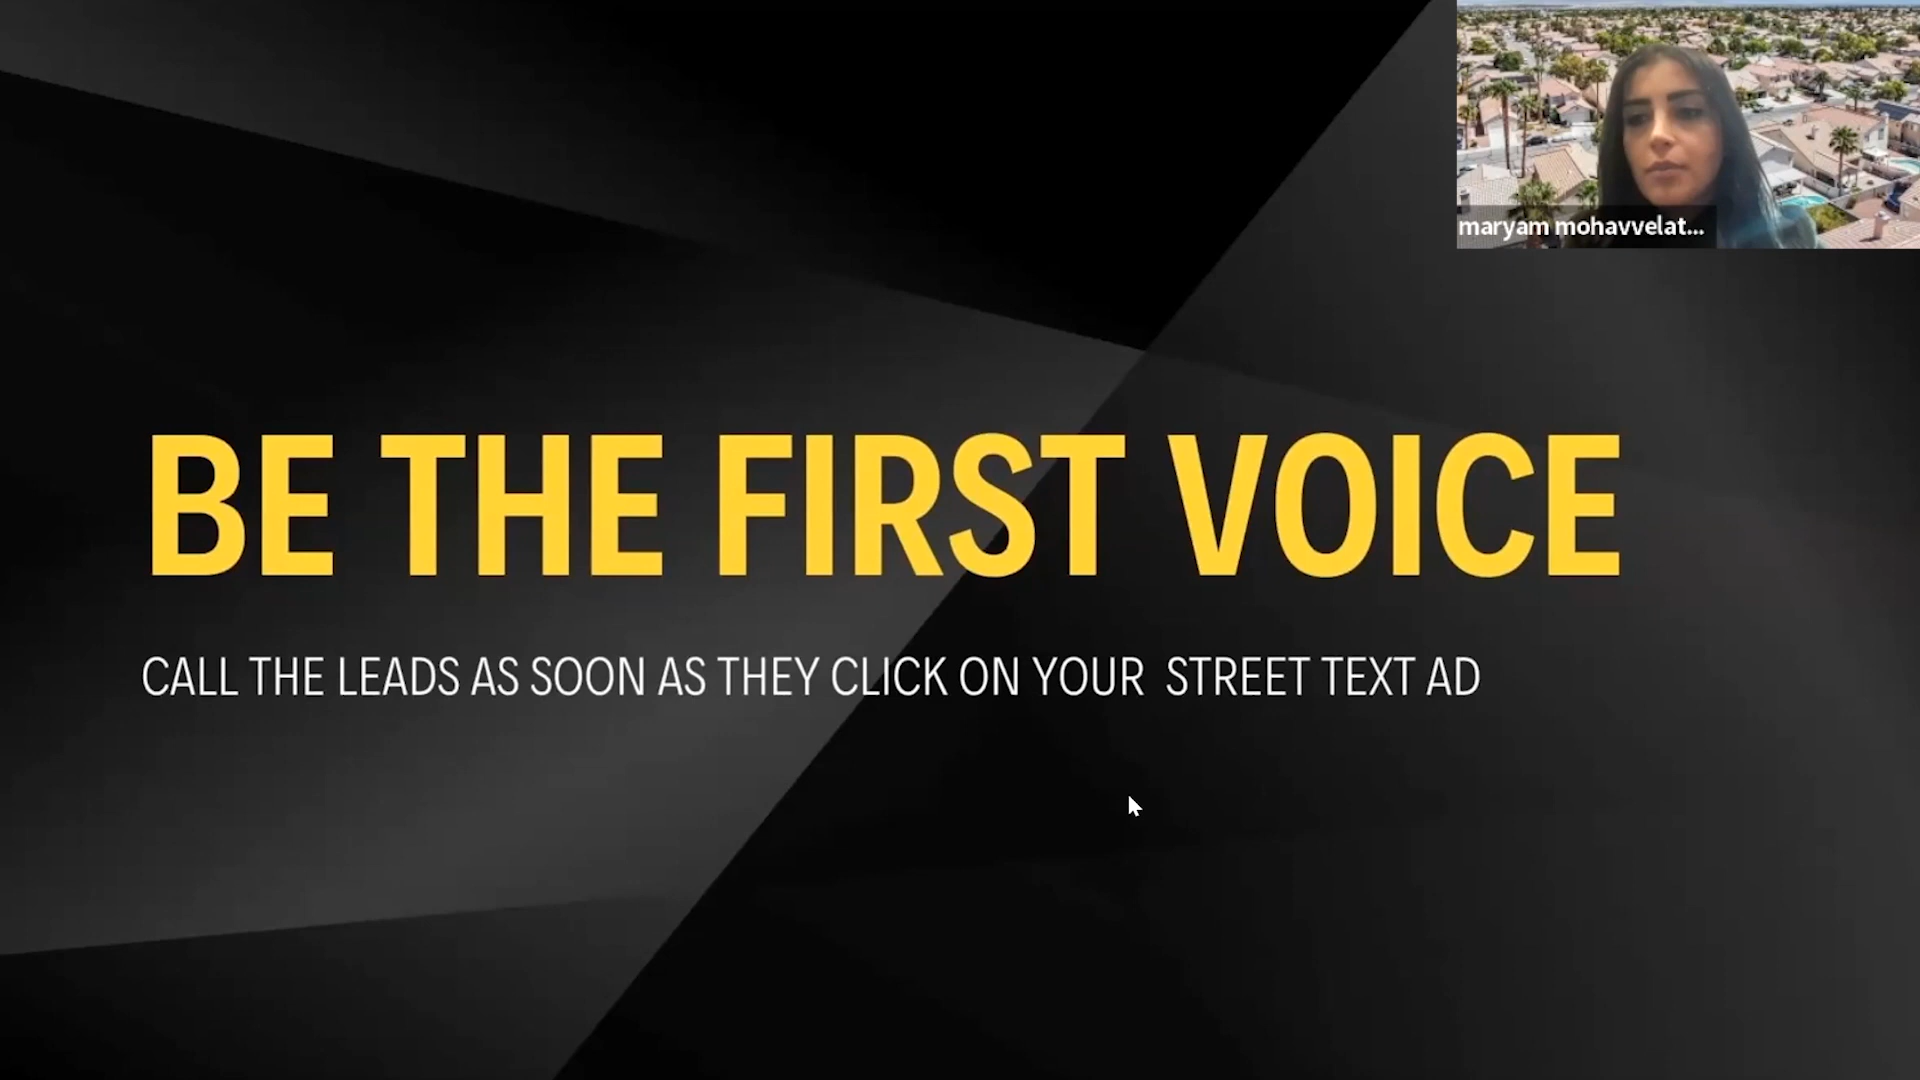 maryam mohavvelat...
BE THE FIRST VOICE
CALL THE LEADS AS SOON AS THEY CLICK ON YOUR STREET TEXT AD